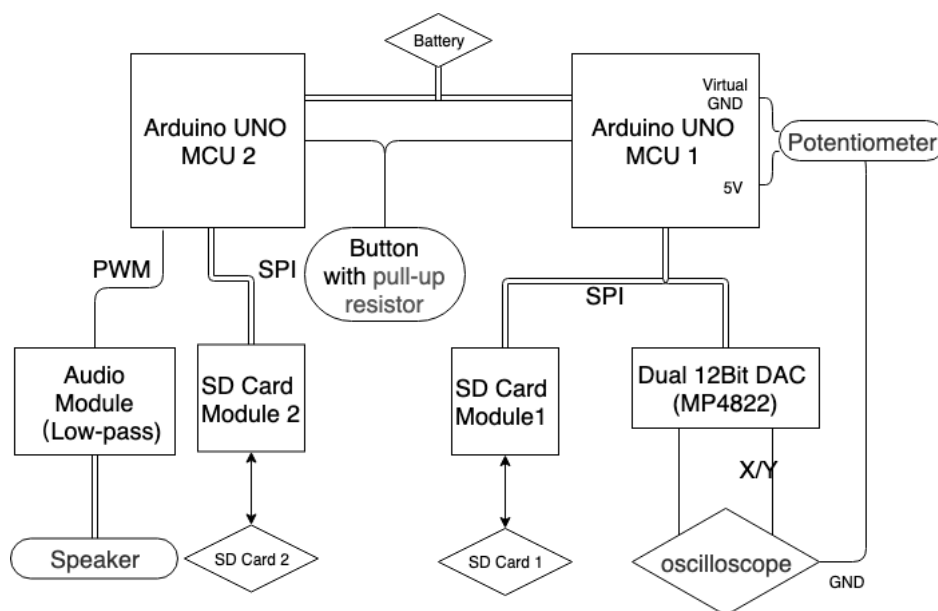 Battery
Arduino UNO
MCU 2
Arduino UNO
MCU 1
Virtual
GND
Potentiometer
5V
Button
with pull-up
resistor
PWM
SPI
SPI
Audio
Module
(Low-pass)
SD Card
Module 2
SD Card
Module1
Dual 12Bit DAC
(MP4822)
X/Y
Speaker
SD Card 2
SD Card 1
oscilloscope
GND